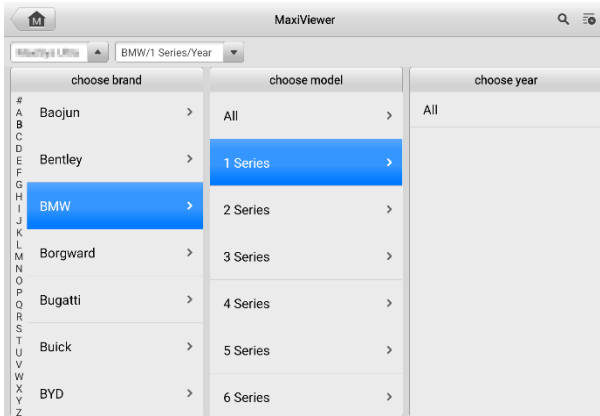 M
MaxiViewer
BMW/1 Series/Year
choose brand
choose model
choose year
#
A
B
C
D
E
F
G
H
I
J
K
L
M
N
O
P
Q
R
S
T
U
V
W
X
Y
Z
Baojun
Bentley
BMW
Borgward
Bugatti
Buick
BYD
All
1 Series
2 Series
3 Series
4 Series
5 Series
6 Series
All